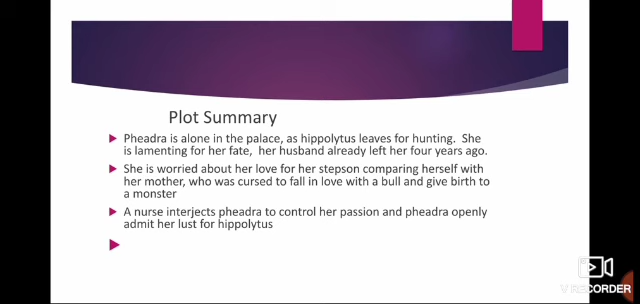 Plot Summary
Pheadra is alone in the palace, as hippolytus leaves for hunting.  She
is lamenting for her fate,  her husband already left her four years ago.
She is worried about her love for her stepson comparing herself with
her mother, who was cursed to fall in love with a bull and give birth to
a monster
A nurse interjects pheadra to control her passion and pheadra openly
admit her lust for hippolytus
V RECORDER